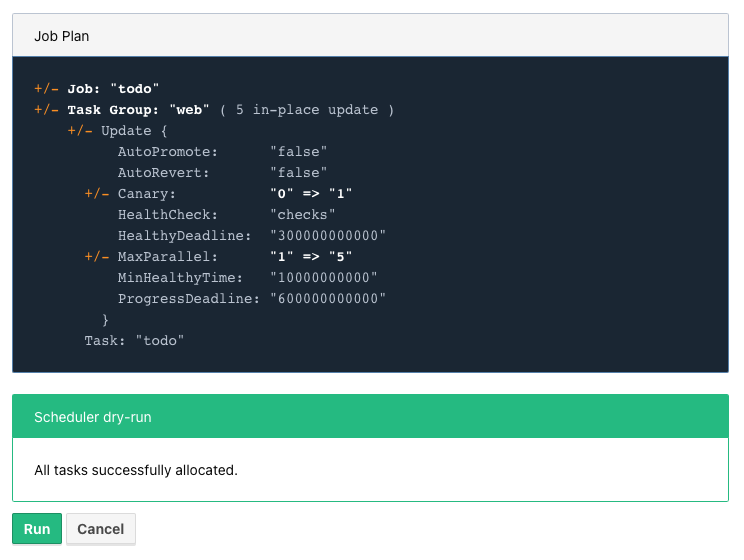 Job Plan
+/- Job: "todo"
+/- Task Group: "web" ( 5 in-place update )
+/- Update {
AutoPromote: "false"
AutoRevert: "false"
+/- Canary: "0" => "1"
HealthCheck: "checks"
HealthyDeadline: "300000000000"
+/- MaxParallel: "1" => "5"
MinHealthyTime: "10000000000"
ProgressDeadline: "600000000000"
}
Task: "todo"
Scheduler dry-run
All tasks successfully allocated.
Run Cancel